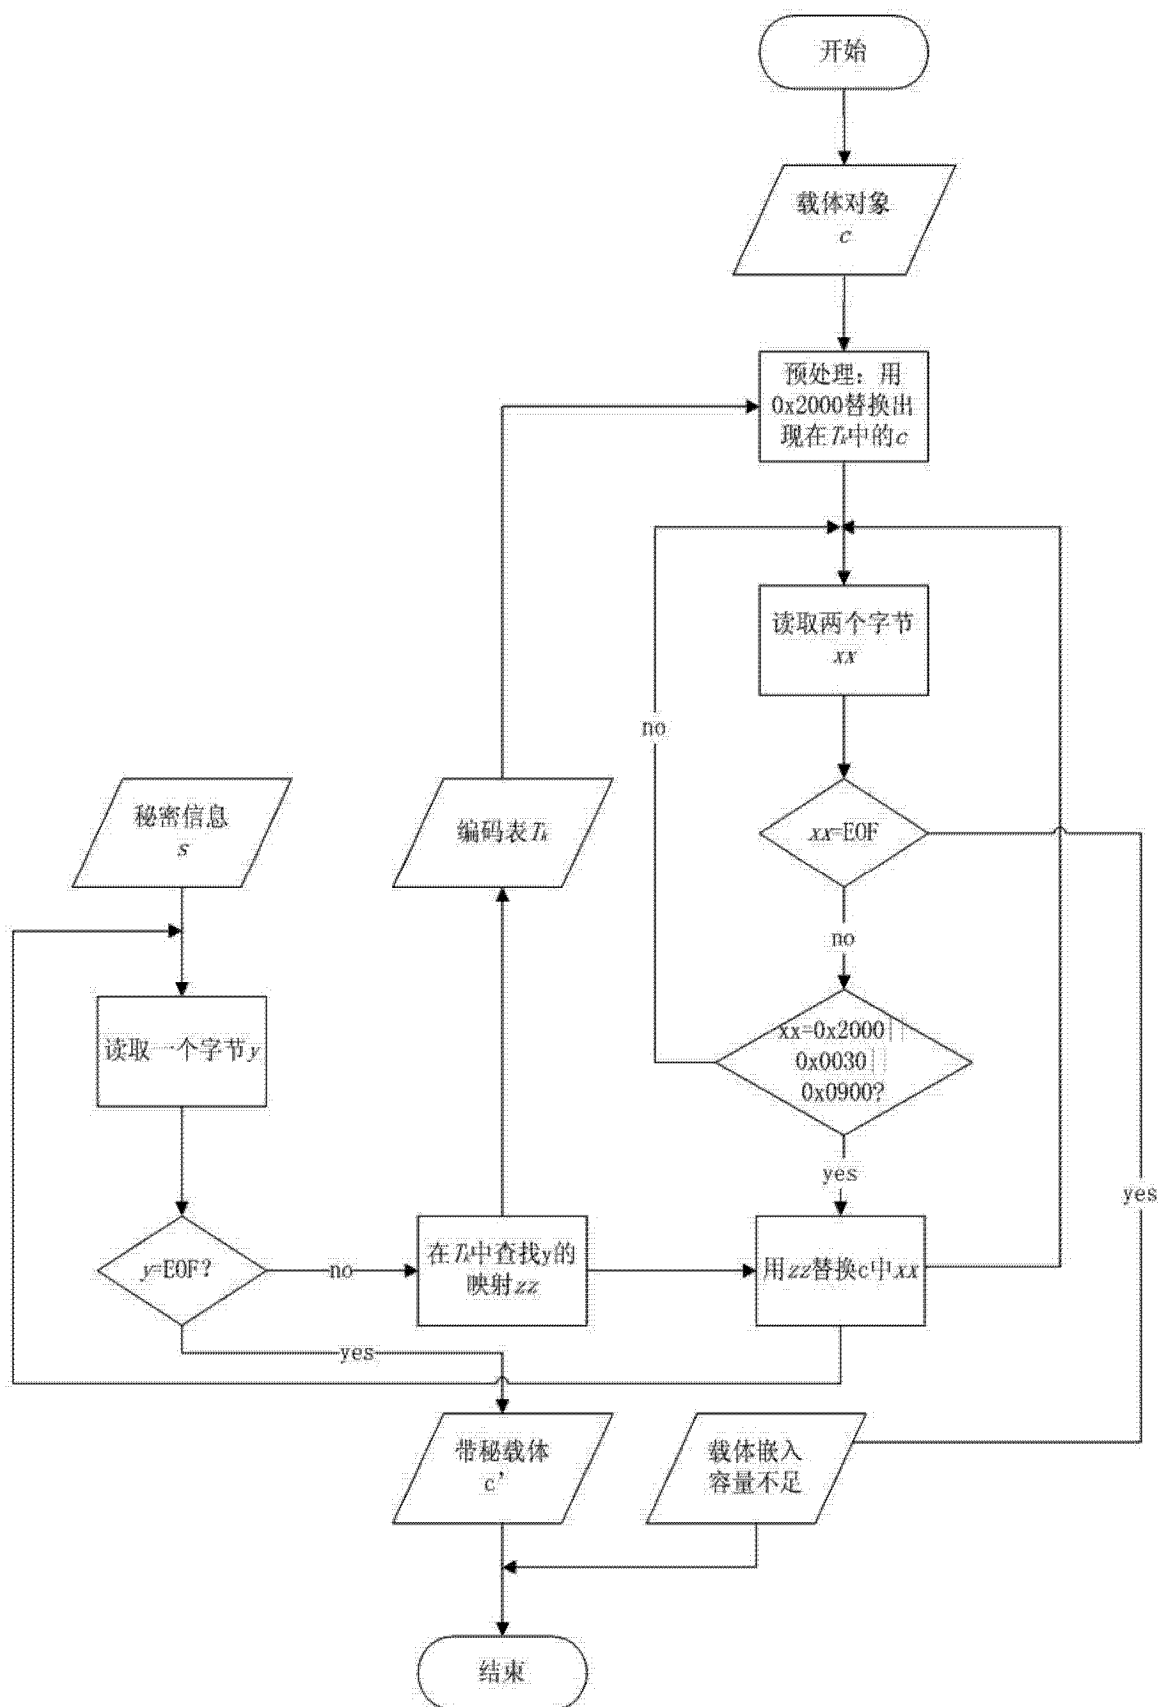 开始
载体对象
c
预处理：用
0x2000替换出
现在Tk中的c
读取两个字节
xx
no
秘密信息
s
编码表Tk
xx=EOF
no
读取一个字节y
xx=0x2000||
0x0030||
0x0900?
yes
yes
y=EOF?
no
在Tk中查找y的
映射zz
用zz替换c中xx
yes
带秘载体
c'
载体嵌入
容量不足
结束